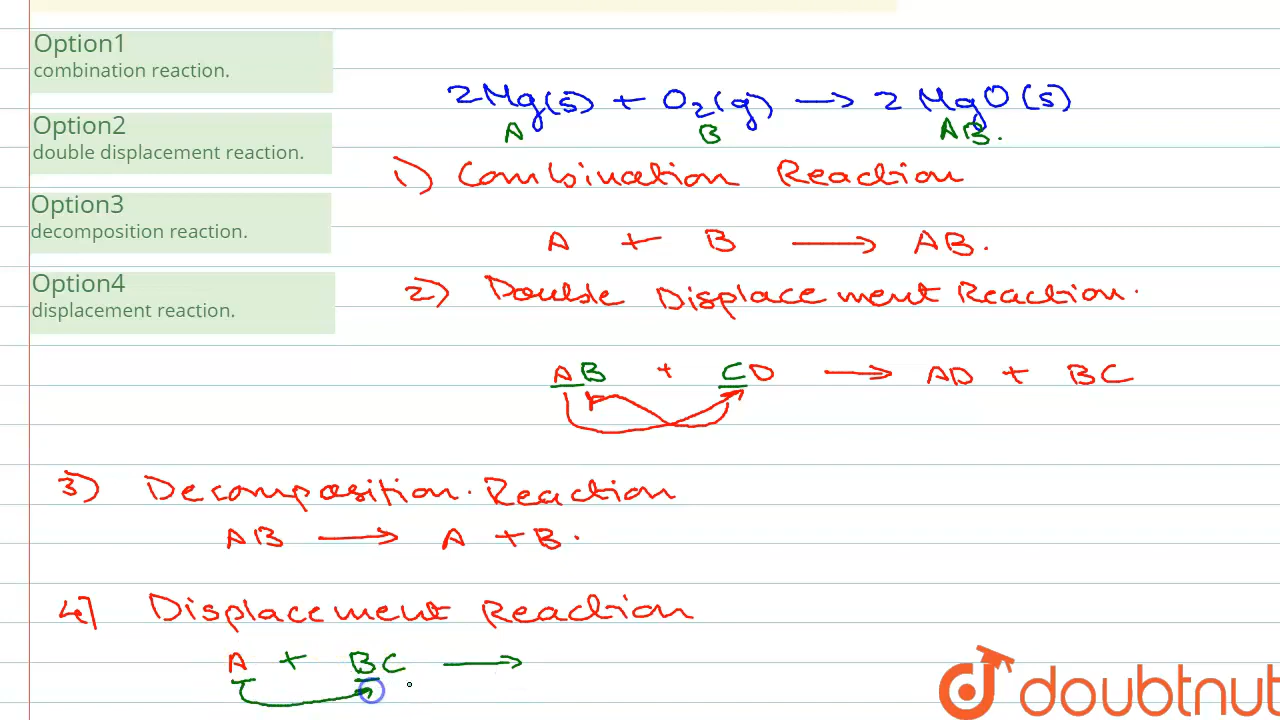 Option1
combination reaction.
Option2
double displacement reaction.
Option3
decomposition reaction.
Option4
displacement reaction.
2Mg(s) + O₂(g) → 2 MgO(s)
A B AB.
1) Combination Reaction
A + B → AB.
2) Double Displacement Reaction.
AB + CD → AD + BC
3) Decomposition. Reaction
AB → A + B.
4) Displacement Reaction
A + BC →
doubtnut